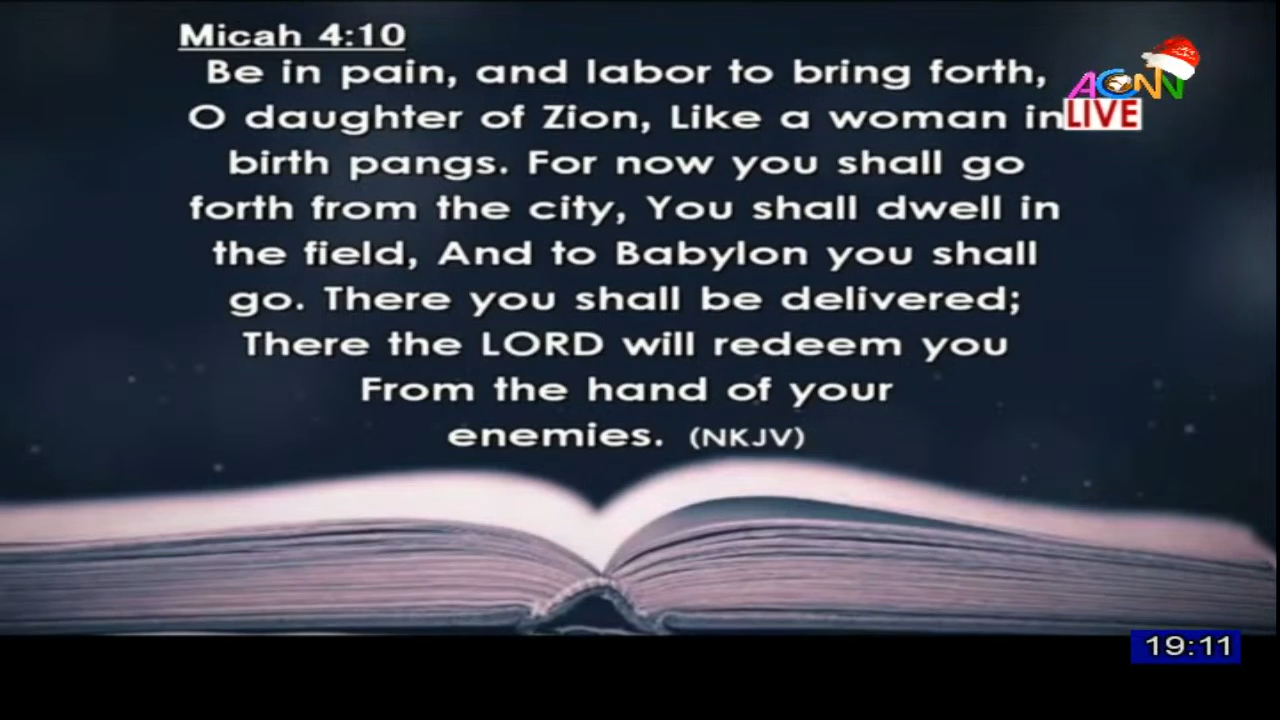 Micah 4:10
Be in pain, and labor to bring forth,
O daughter of Zion, Like a woman in
birth pangs. For now you shall go
forth from the city, You shall dwell in
the field, And to Babylon you shall
go. There you shall be delivered;
There the LORD will redeem you
From the hand of your
enemies. (NKJV)
ACNN
LIVE
19:11